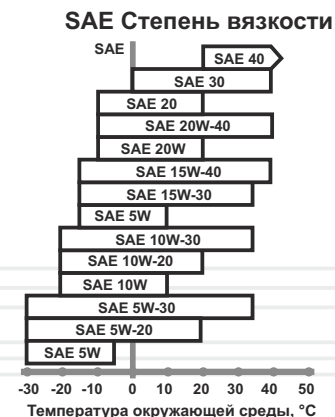 SAE Степень вязкости
SAE
SAE 40
SAE 30
SAE 20
SAE 20W-40
SAE 20W
SAE 15W-40
SAE 15W-30
SAE 5W
SAE 10W-30
SAE 10W-20
SAE 10W
SAE 5W-30
SAE 5W-20
SAE 5W
-30 -20 -10 0 10 20 30 40 50
Температура окружающей среды, °C